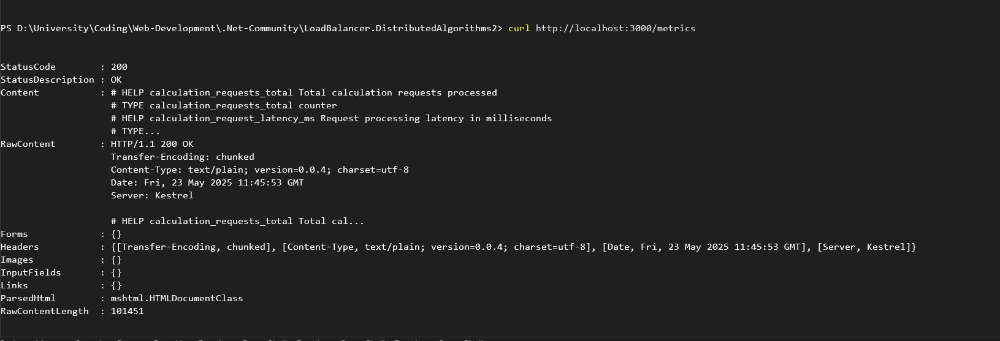 PS D:\University\Coding\Web-Development\.Net-Community\LoadBalancer.DistributedAlgorithms2> curl http://localhost:3000/metrics
StatusCode        : 200
StatusDescription : OK
Content           : # HELP calculation_requests_total Total calculation requests processed
                    # TYPE calculation_requests_total counter
                    # HELP calculation_request_latency_ms Request processing latency in milliseconds
                    # TYPE...
RawContent        : HTTP/1.1 200 OK
                    Transfer-Encoding: chunked
                    Content-Type: text/plain; version=0.0.4; charset=utf-8
                    Date: Fri, 23 May 2025 11:45:53 GMT
                    Server: Kestrel
                    # HELP calculation_requests_total Total cal...
Forms             : {}
Headers           : {[Transfer-Encoding, chunked], [Content-Type, text/plain; version=0.0.4; charset=utf-8], [Date, Fri, 23 May 2025 11:45:53 GMT], [Server, Kestrel]}
Images            : {}
InputFields       : {}
Links             : {}
ParsedHtml        : mshtml.HTMLDocumentClass
RawContentLength  : 101451